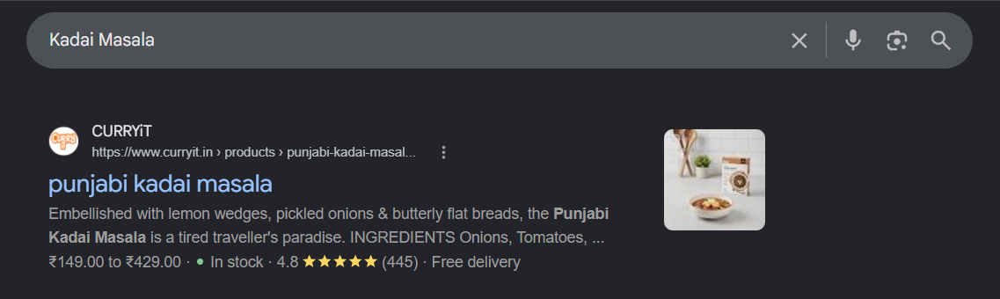 Kadai Masala
CURRYiT
https://www.curryit.in › products › punjabi-kadai-masal...
punjabi kadai masala
Embellished with lemon wedges, pickled onions & butterly flat breads, the Punjabi
Kadai Masala is a tired traveller's paradise. INGREDIENTS Onions, Tomatoes, ...
₹149.00 to ₹429.00 · In stock · 4.8 (445) · Free delivery